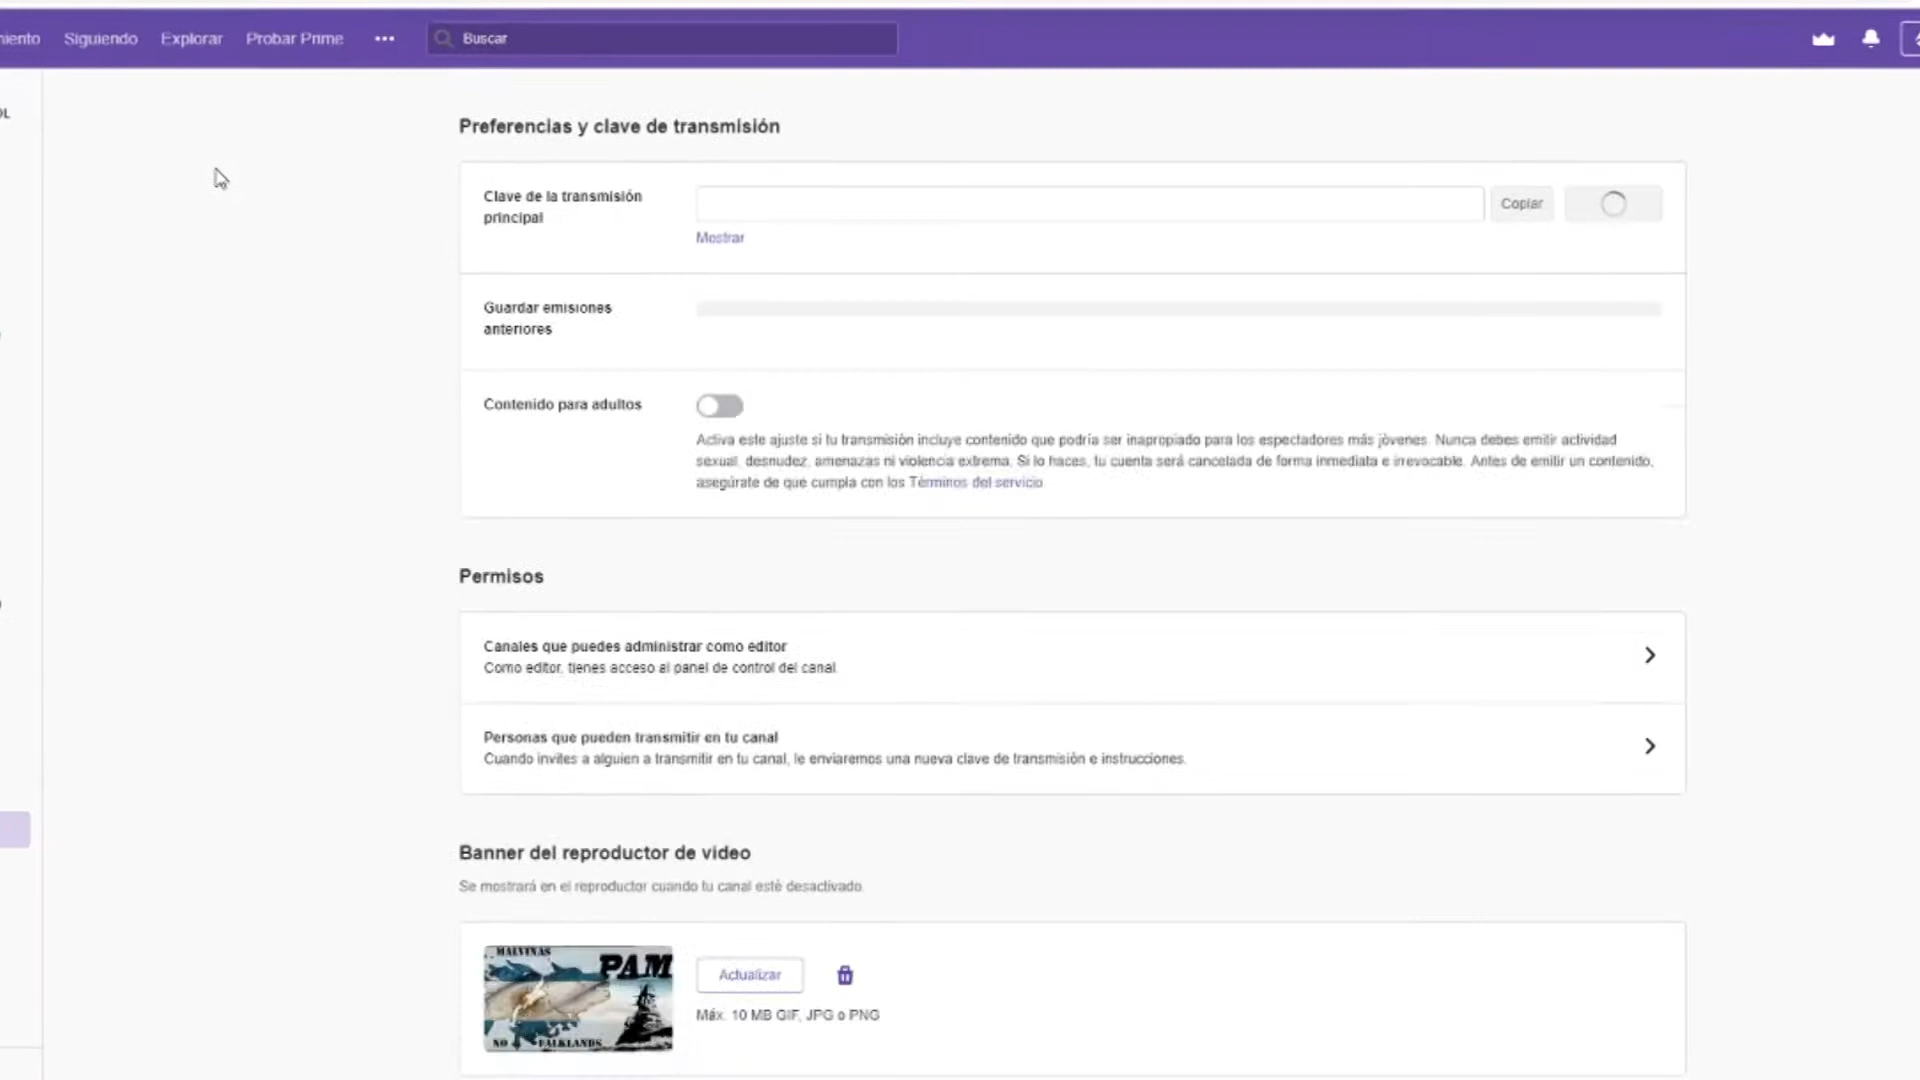 Siguiendo
Explorar
Probar Prime
Buscar
Preferencias y clave de transmisión
Clave de la transmisión
principal
Copiar
Mostrar
Guardar emisiones
anteriores
Contenido para adultos
Activa este ajuste si tu transmisión incluye contenido que podría ser inapropiado para los espectadores más jóvenes. Nunca debes emitir actividad
sexual, desnudez, amenazas ni violencia extrema. Si lo haces, tu cuenta será cancelada de forma inmediata e irrevocable. Antes de emitir un contenido,
asegúrate de que cumpla con los Términos del servicio
Permisos
Canales que puedes administrar como editor
Como editor, tienes acceso al panel de control del canal.
Personas que pueden transmitir en tu canal
Cuando invites a alguien a transmitir en tu canal, le enviaremos una nueva clave de transmisión e instrucciones.
Banner del reproductor de video
Se mostrará en el reproductor cuando tu canal esté desactivado.
MALVINAS
PAM
NO FALKLANDS
Actualizar
Máx. 10 MB GIF, JPG o PNG